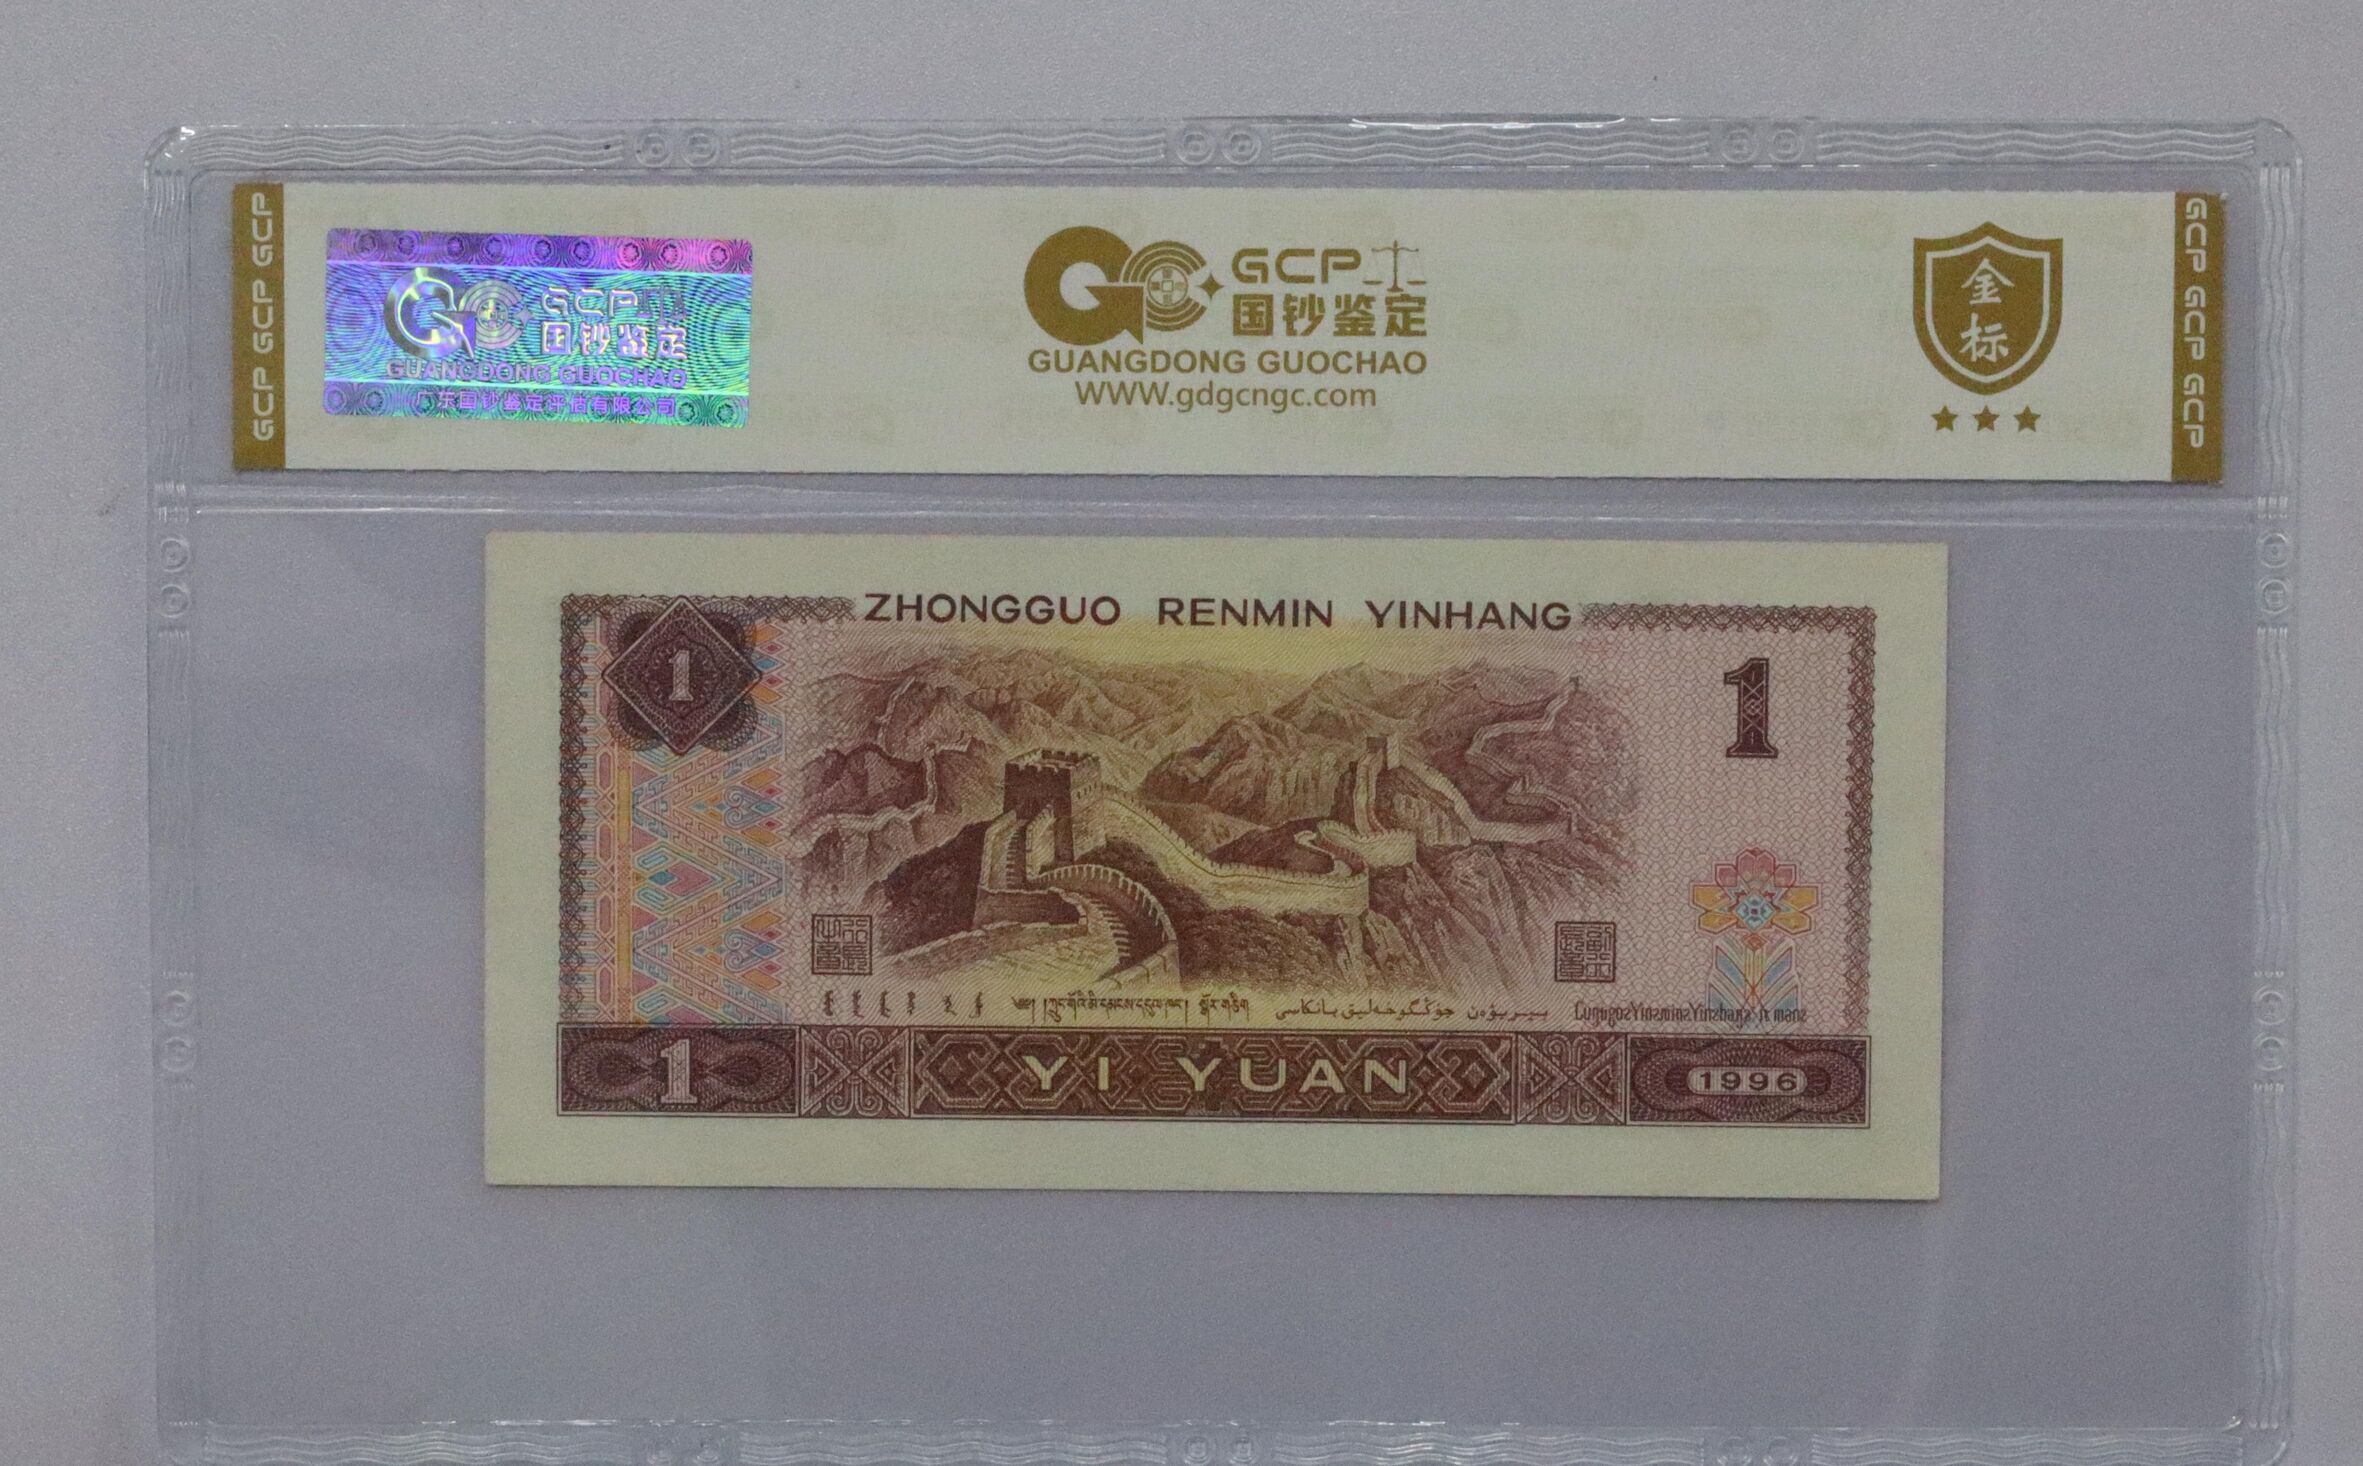 GCP GCP GCP
GCP
国钞鉴定
GUANGDONG GUOCHAO
广东国钞鉴定评估有限公司
GCP
国钞鉴定
GUANGDONG GUOCHAO
WWW.gdgcngc.com
金标
GCP GCP GCP
ZHONGGUO RENMIN YINHANG
1
1
YI YUAN
1
1996